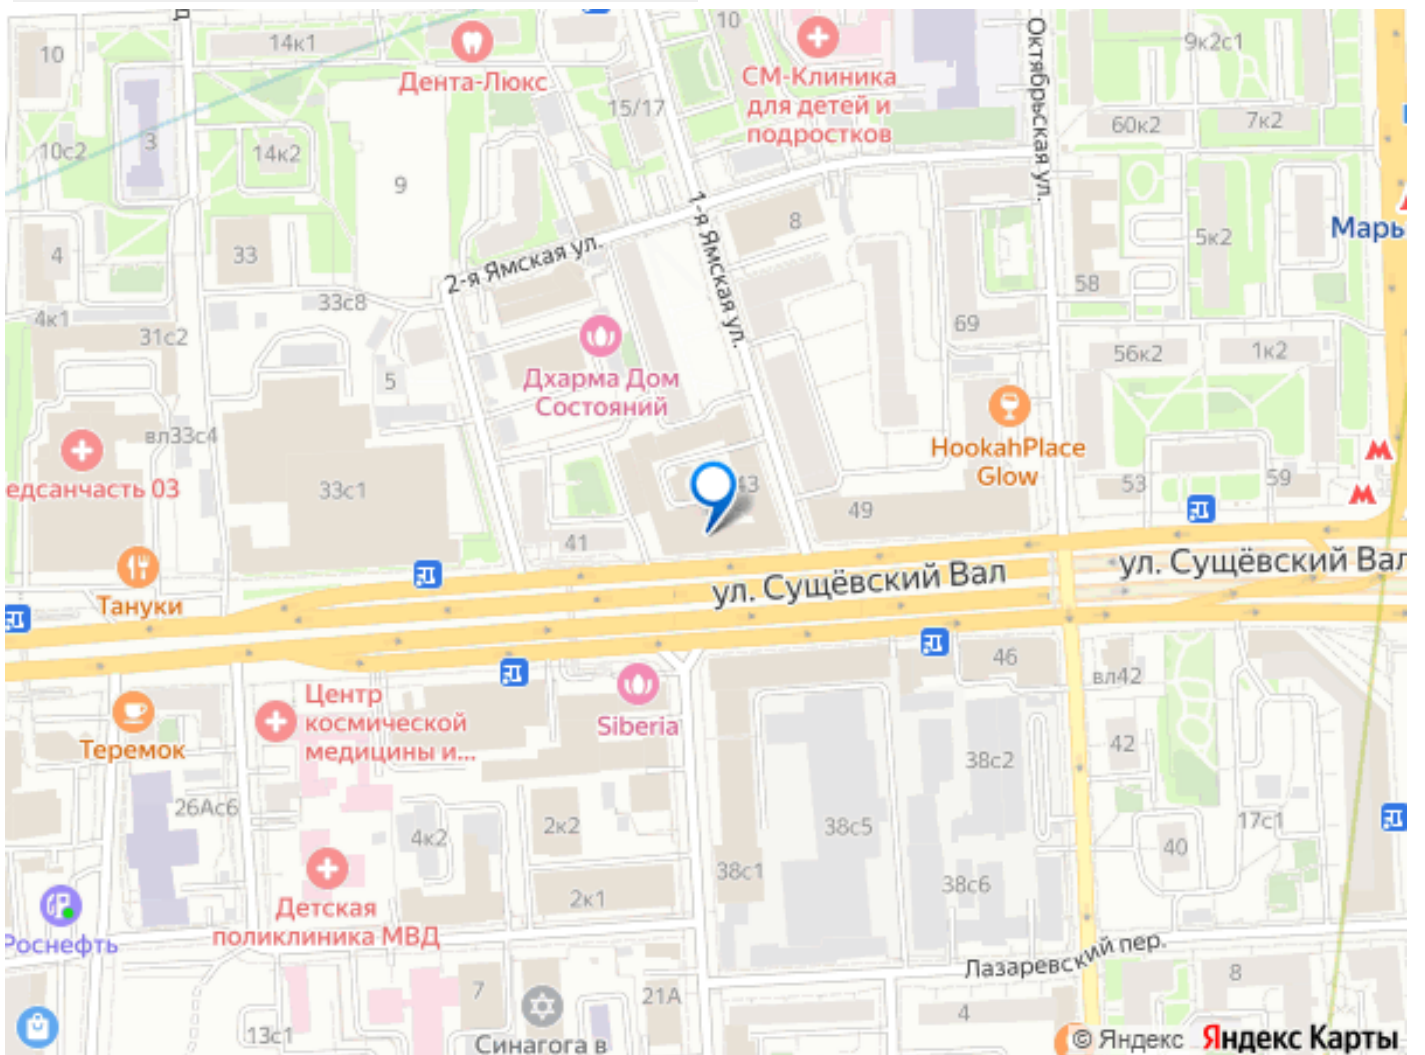 10
14к1
Дента-Люкс
10
СМ-Клиника
для детей и
подростков
Октябрьская ул.
9к2с1
15/17
60к2
7к2
10с2
3
14к2
9
1-я Ямская ул.
8
5к2
Марь
4
33
2-я Ямская ул.
58
33с8
4к1
31с2
69
56к2
1к2
5
Дхарма Дом
Состояний
HookahPlace
Glow
вл33с4
едсанчасть 03
33с1
43
49
53
59
41
ул. Сущёвский Вал
ул. Сущёвский Вал
Тануки
46
вл42
Центр
космической
медицины и...
Siberia
Теремок
42
38с2
26Ас6
4к2
2к2
38с5
17с1
40
38с1
38с6
2к1
Детская
поликлиника МВД
Роснефть
Лазаревский пер.
8
7
21А
4
13с1
Синагога в
© Яндекс
Яндекс Карты